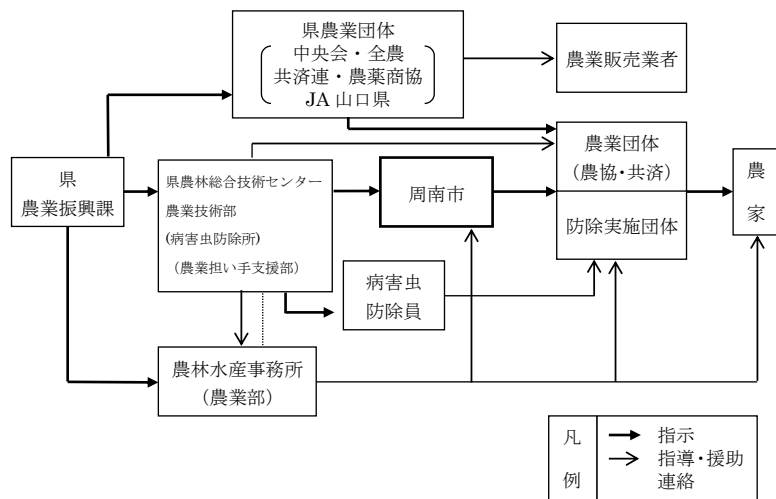 県農業団体
中央会・全農
共済連・農薬商協
JA 山口県
農業販売業者
県
農業振興課
県農林総合技術センター
農業技術部
(病害虫防除所)
（農業担い手支援部）
周南市
農業団体
（農協・共済）
防除実施団体
農
家
病害虫
防除員
農林水産事務所
（農業部）
凡
例
指示
指導・援助
連絡